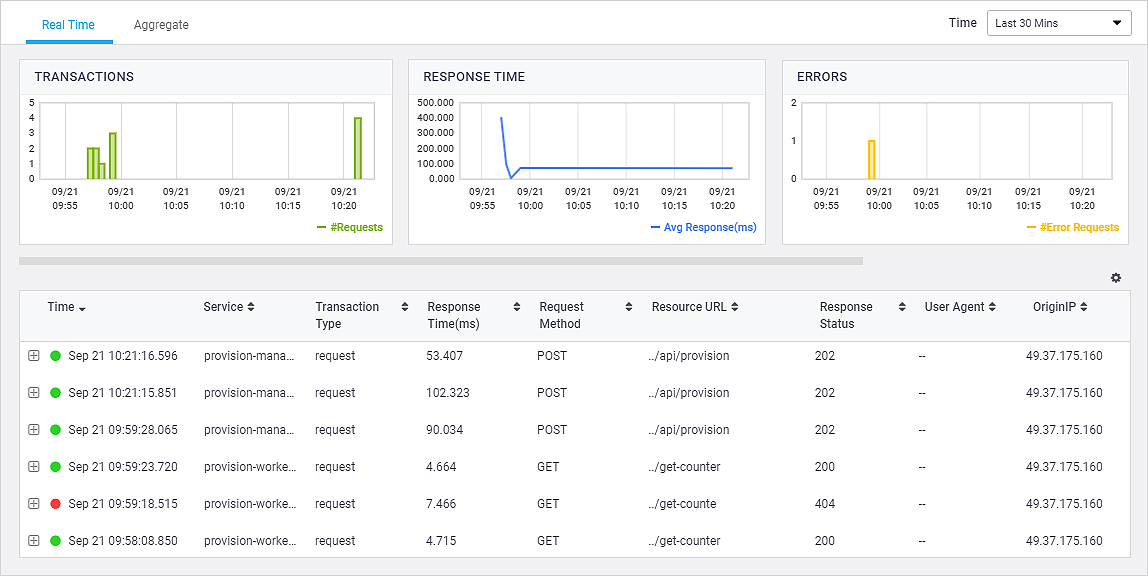 Real Time
Aggregate
Time
Last 30 Mins
TRANSACTIONS
5
4
3
2
1
0
09/21 09/21 09/21 09/21 09/21 09/21
09:55 10:00 10:05 10:10 10:15 10:20
#Requests
RESPONSE TIME
500.000
400.000
300.000
200.000
100.000
0.000
09/21 09/21 09/21 09/21 09/21 09/21
09:55 10:00 10:05 10:10 10:15 10:20
Avg Response(ms)
ERRORS
2
1
0
09/21 09/21 09/21 09/21 09/21 09/21
09:55 10:00 10:05 10:10 10:15 10:20
#Error Requests
Time Service Transaction Response Request Resource URL Response User Agent OriginIP
Type Time(ms) Method Status
Sep 21 10:21:16.596 provision-mana... request 53.407 POST ../api/provision 202 -- 49.37.175.160
Sep 21 10:21:15.851 provision-mana... request 102.323 POST ../api/provision 202 -- 49.37.175.160
Sep 21 09:59:28.065 provision-mana... request 90.034 POST ../api/provision 202 -- 49.37.175.160
Sep 21 09:59:23.720 provision-worke... request 4.664 GET ../get-counter 200 -- 49.37.175.160
Sep 21 09:59:18.515 provision-worke... request 7.466 GET ../get-counte 404 -- 49.37.175.160
Sep 21 09:58:08.850 provision-worke... request 4.715 GET ../get-counter 200 -- 49.37.175.160